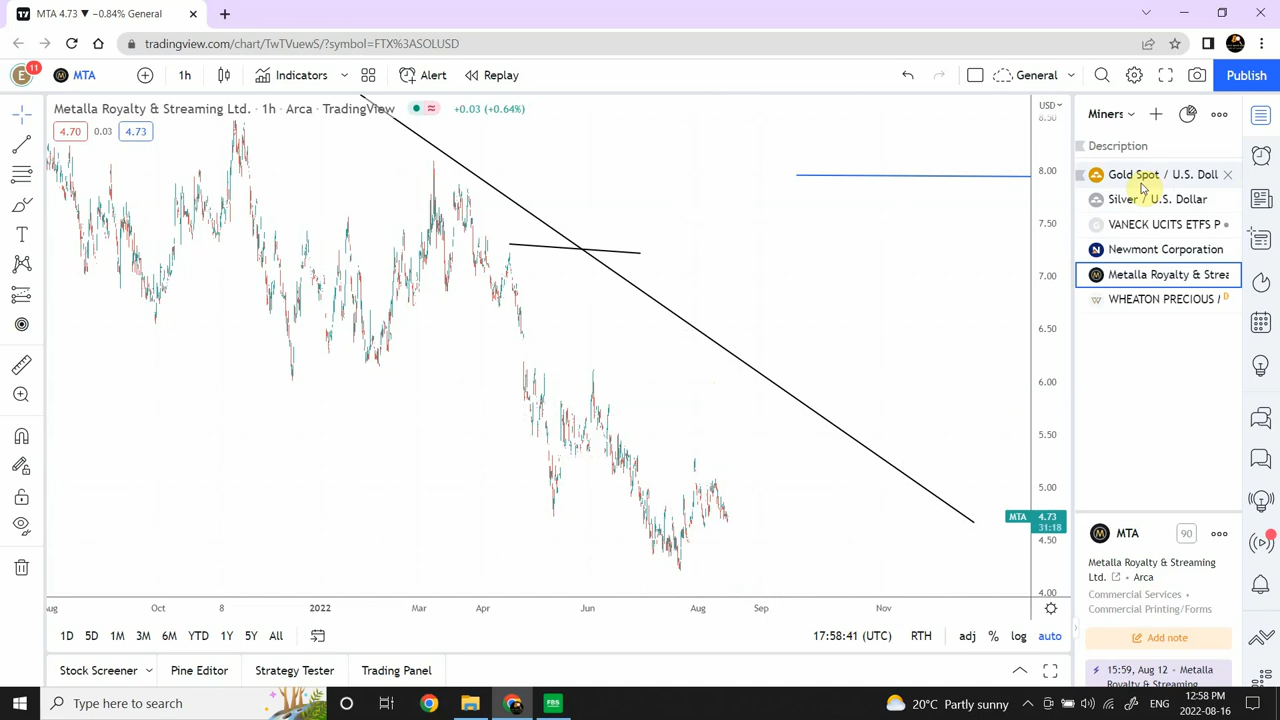 MTA 4.73 ▼ −0.84% General
tradingview.com/chart/TwTVuewS/?symbol=FTX%3ASOLUSD
E
11
MTA
1h
Indicators
Alert
Replay
General
Publish
Metalla Royalty & Streaming Ltd. · 1h · Arca · TradingView
+0.03 (+0.64%)
4.70
0.03
4.73
USD
8.50
8.00
7.50
7.00
6.50
6.00
5.50
5.00
MTA 4.73
31:18
4.50
4.00
Aug
Oct
8
2022
Mar
Apr
Jun
Aug
Sep
Nov
Miners
Description
Gold Spot / U.S. Doll
Silver / U.S. Dollar
VANECK UCITS ETFS P
Newmont Corporation
Metalla Royalty & Strea
WHEATON PRECIOUS
D
MTA
90
Metalla Royalty & Streaming
Ltd. • Arca
Commercial Services •
Commercial Printing/Forms
Add note
15:59, Aug 12 • Metalla
Royalty & Streaming
1D 5D 1M 3M 6M YTD 1Y 5Y All
17:58:41 (UTC)
RTH
adj
%
log
auto
Stock Screener
Pine Editor
Strategy Tester
Trading Panel
Type here to search
FBS
20°C Partly sunny
ENG
12:58 PM
2022-08-16